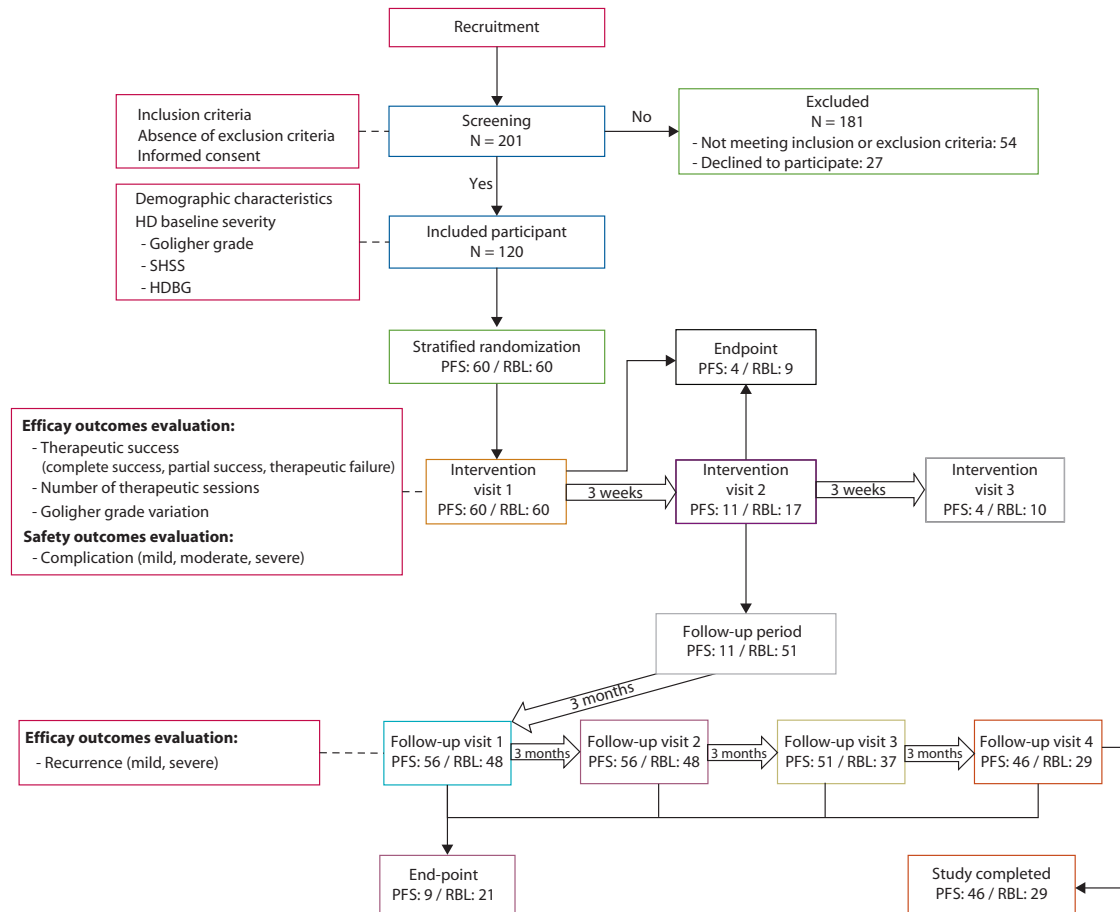 Recruitment
Inclusion criteria
Absence of exclusion criteria
Informed consent
Screening
N = 201
No
Excluded
N = 181
- Not meeting inclusion or exclusion criteria: 54
- Declined to participate: 27
Yes
Demographic characteristics
HD baseline severity
- Goligher grade
- SHSS
- HDBG
Included participant
N = 120
Stratified randomization
PFS: 60 / RBL: 60
Endpoint
PFS: 4 / RBL: 9
Efficay outcomes evaluation:
- Therapeutic success
(complete success, partial success, therapeutic failure)
- Number of therapeutic sessions
- Goligher grade variation
Safety outcomes evaluation:
- Complication (mild, moderate, severe)
Intervention
visit 1
PFS: 60 / RBL: 60
3 weeks
Intervention
visit 2
PFS: 11 / RBL: 17
3 weeks
Intervention
visit 3
PFS: 4 / RBL: 10
Follow-up period
PFS: 11 / RBL: 51
3 months
Efficay outcomes evaluation:
- Recurrence (mild, severe)
Follow-up visit 1
PFS: 56 / RBL: 48
3 months
Follow-up visit 2
PFS: 56 / RBL: 48
3 months
Follow-up visit 3
PFS: 51 / RBL: 37
3 months
Follow-up visit 4
PFS: 46 / RBL: 29
End-point
PFS: 9 / RBL: 21
Study completed
PFS: 46 / RBL: 29